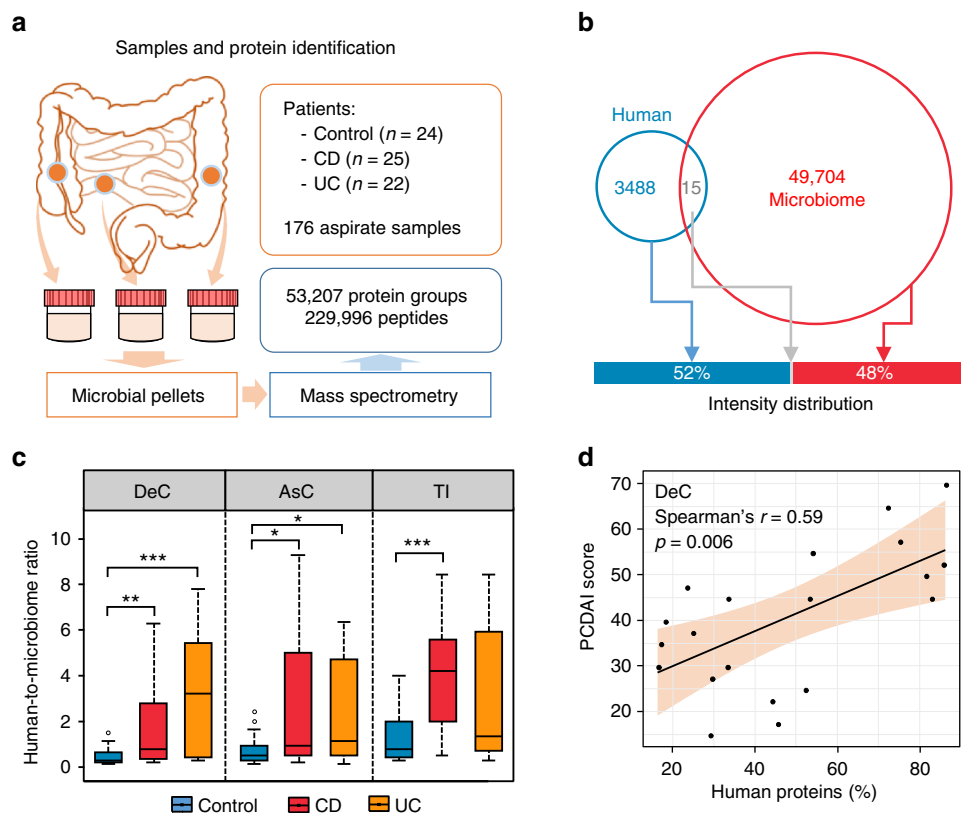 a
Samples and protein identification
Patients:
- Control (n = 24)
- CD (n = 25)
- UC (n = 22)
176 aspirate samples
53,207 protein groups
229,996 peptides
Microbial pellets
Mass spectrometry
b
Human
3488
15
49,704
Microbiome
52%
48%
Intensity distribution
c
DeC
AsC
TI
Human-to-microbiome ratio
10
8
6
4
2
0
***
**
*
*
***
Control
CD
UC
d
DeC
Spearman's r = 0.59
p = 0.006
PCDAI score
70
60
50
40
30
20
20
40
60
80
Human proteins (%)